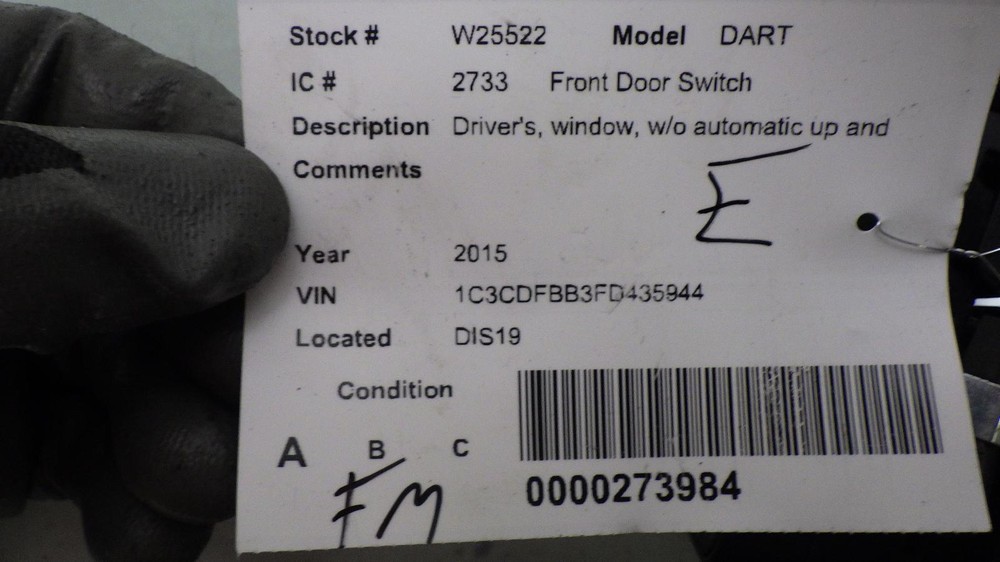 Stock # W25522 Model DART
IC # 2733 Front Door Switch
Description Driver's, window, w/o automatic up and
Comments
E
Year 2015
VIN 1C3CDFBB3FD435944
Located DIS19
Condition
A B C
FM
0000273984